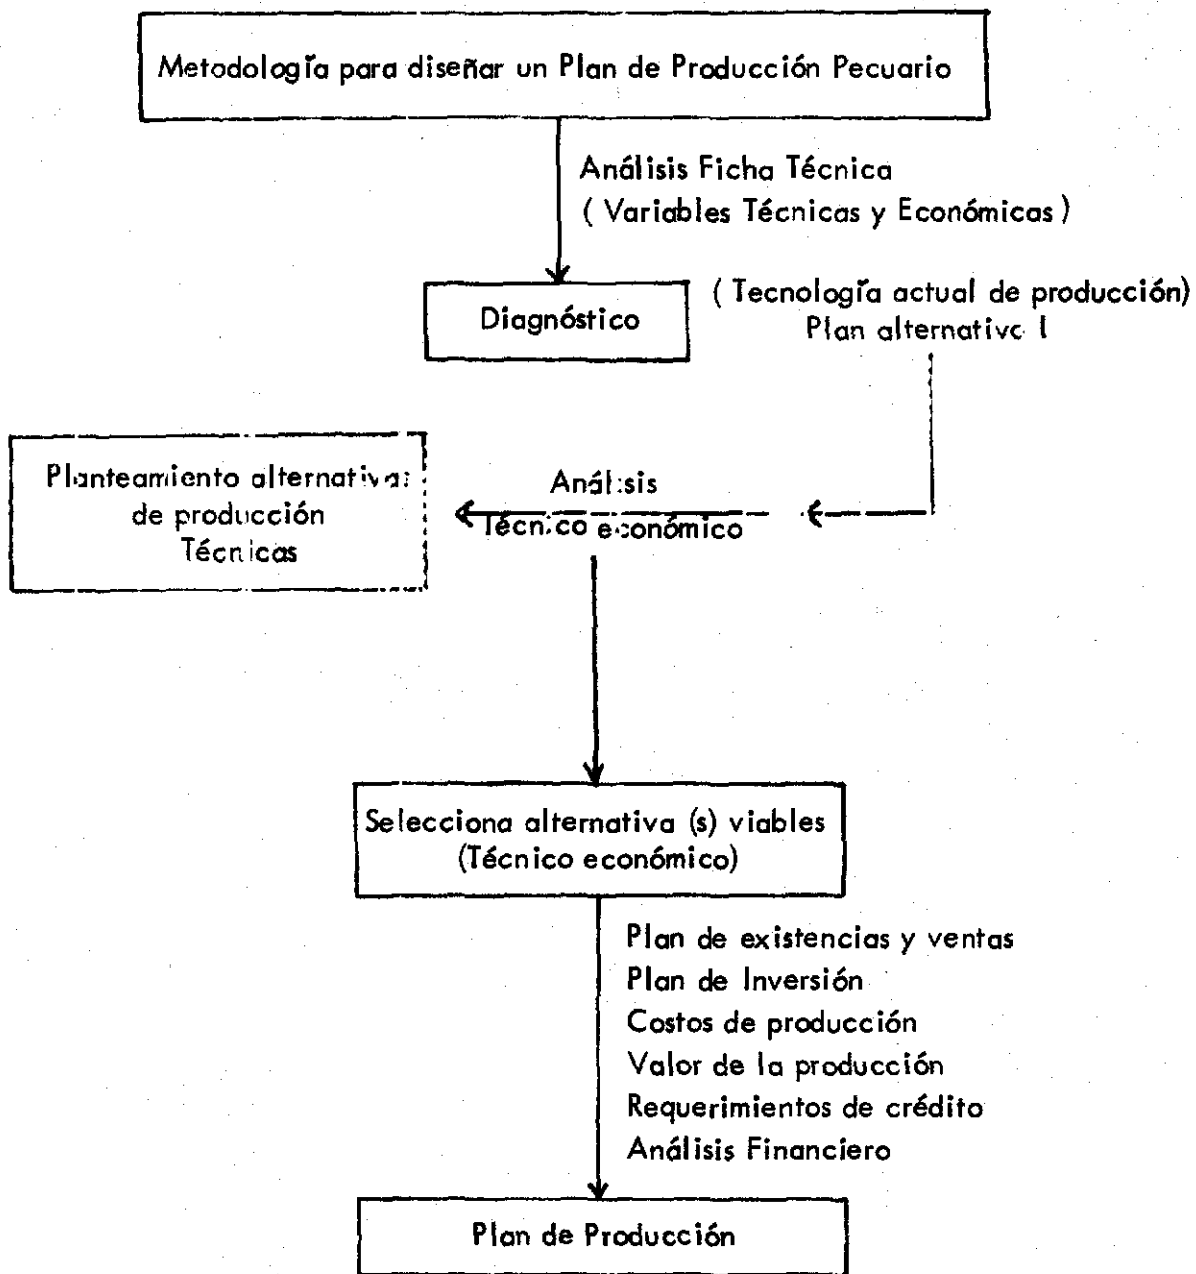 Metodología para diseñar un Plan de Producción Pecuario
Análisis Ficha Técnica
( Variables Técnicas y Económicas )
Diagnóstico
( Tecnología actual de producción)
Plan alternativo 1
Planteamiento alternativas
de producción
Técnicas
Análisis
Técnico económico
Selecciona alternativa (s) viables
(Técnico económico)
Plan de existencias y ventas
Plan de Inversión
Costos de producción
Valor de la producción
Requerimientos de crédito
Análisis Financiero
Plan de Producción